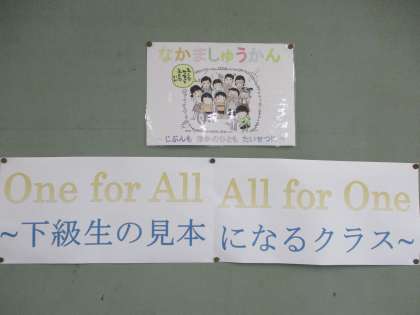 なかましゅうかん
～じぶんも ほかのひとも たいせつに～
One for All All for One
～下級生の見本になるクラス～